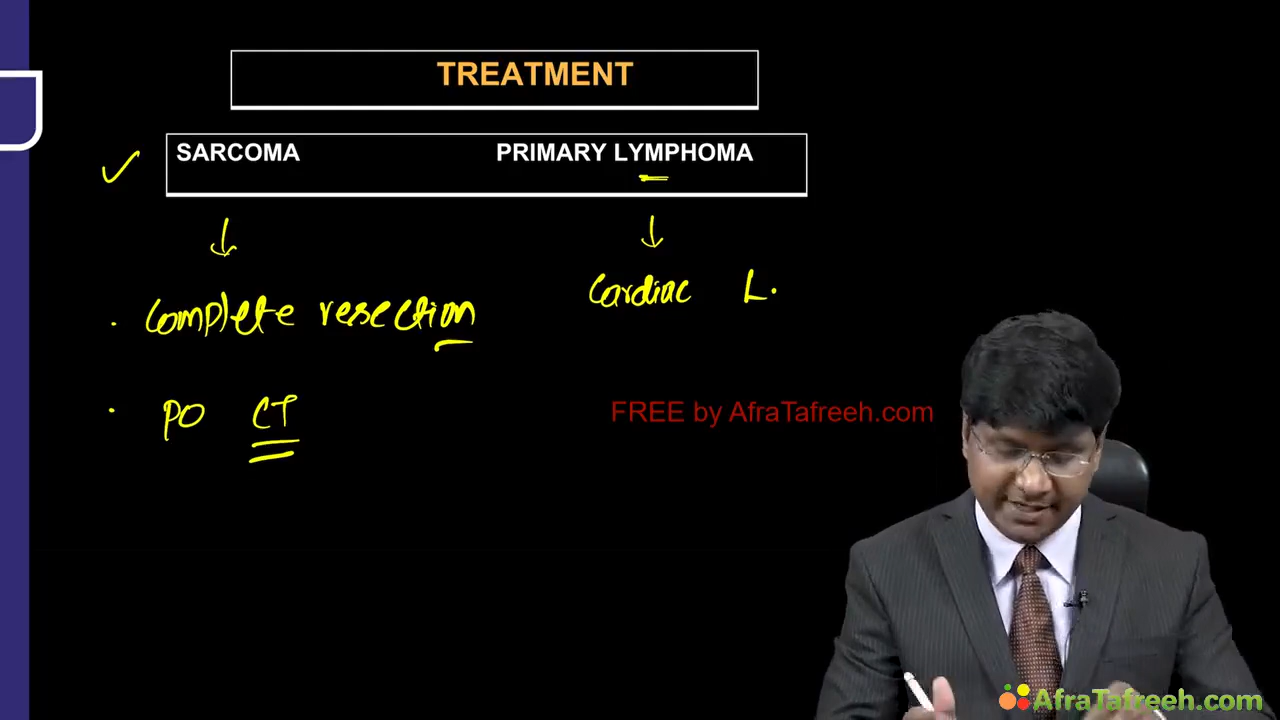 TREATMENT
SARCOMA PRIMARY LYMPHOMA
Cardiac L.
. Complete resection
. PO CT
FREE by AfraTafreeh.com
AfraTafreeh.com